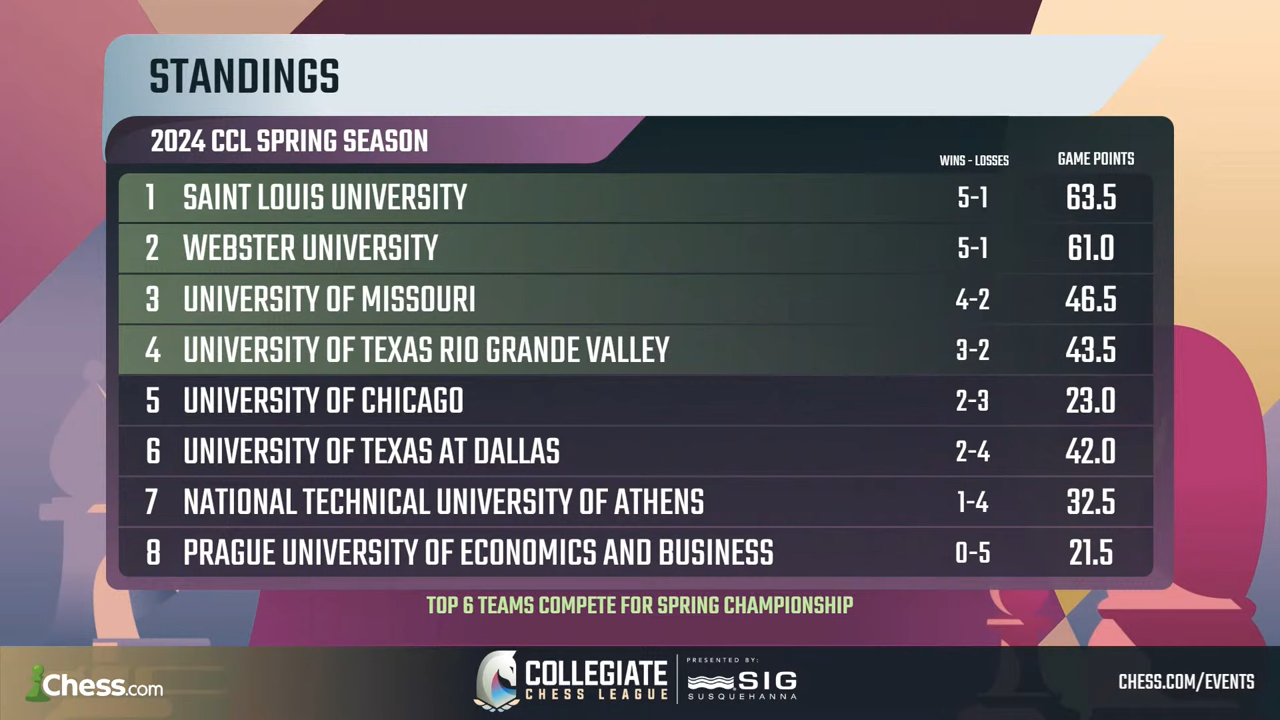 STANDINGS
2024 CCL SPRING SEASON
WINS - LOSSES GAME POINTS
1 SAINT LOUIS UNIVERSITY 5-1 63.5
2 WEBSTER UNIVERSITY 5-1 61.0
3 UNIVERSITY OF MISSOURI 4-2 46.5
4 UNIVERSITY OF TEXAS RIO GRANDE VALLEY 3-2 43.5
5 UNIVERSITY OF CHICAGO 2-3 23.0
6 UNIVERSITY OF TEXAS AT DALLAS 2-4 42.0
7 NATIONAL TECHNICAL UNIVERSITY OF ATHENS 1-4 32.5
8 PRAGUE UNIVERSITY OF ECONOMICS AND BUSINESS 0-5 21.5
TOP 6 TEAMS COMPETE FOR SPRING CHAMPIONSHIP
Chess.com
COLLEGIATE
CHESS LEAGUE
PRESENTED BY:
SIG
SUSQUEHANNA
CHESS.COM/EVENTS